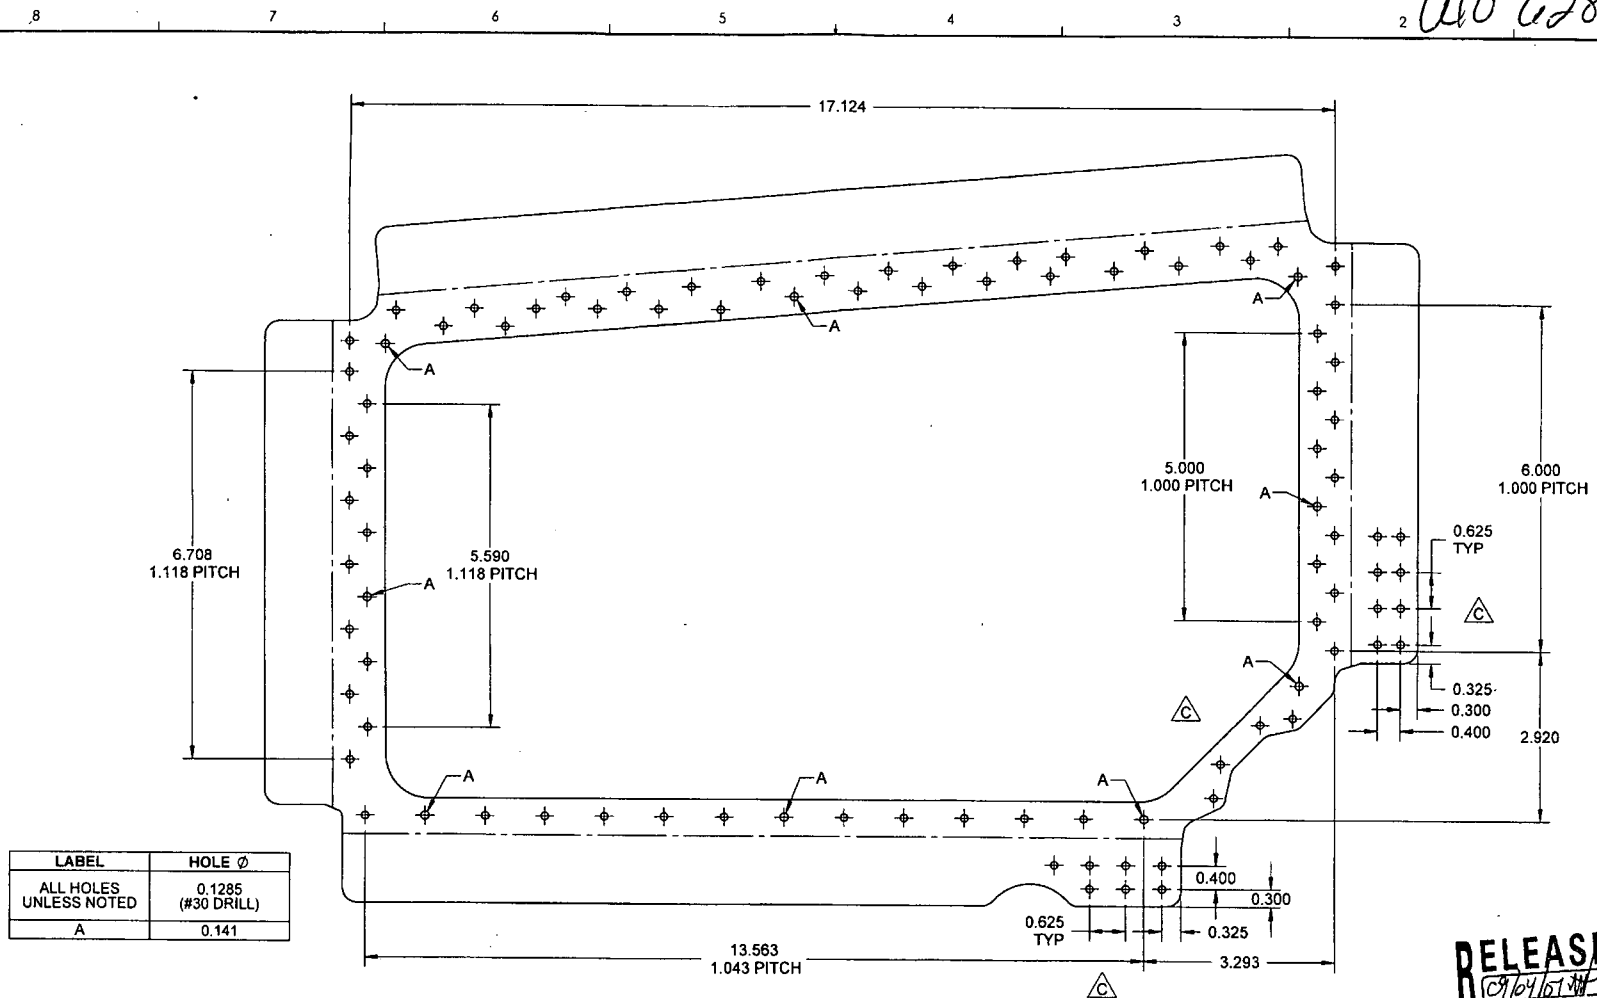 8 7 6 5 4 3 2
17.124
A
A
A
6.708
1.118 PITCH
5.590
1.118 PITCH
A
5.000
1.000 PITCH
A
6.000
1.000 PITCH
0.625
TYP
C
A
C
0.325
0.300
0.400
2.920
A
A
A
LABEL HOLE Ø
ALL HOLES
UNLESS NOTED
0.1285
(#30 DRILL)
A 0.141
0.400
0.300
0.625
TYP
0.325
13.563
1.043 PITCH
3.293
C